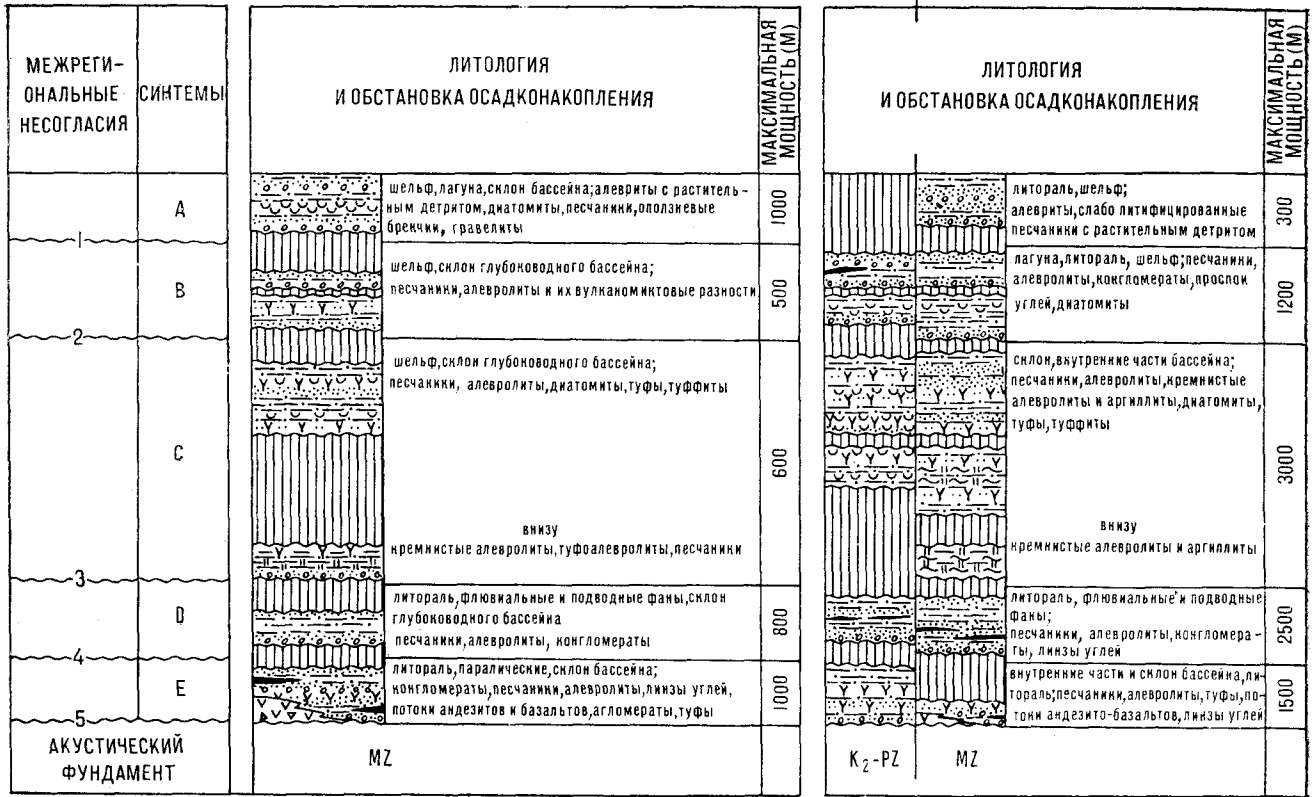 МЕЖРЕГИ-
ОНАЛЬНЫЕ
НЕСОГЛАСИЯ
СИНТЕМЫ
ЛИТОЛОГИЯ
И ОБСТАНОВКА ОСАДКОНАКОПЛЕНИЯ
МАКСИМАЛЬНАЯ
МОЩНОСТЬ (М)
ЛИТОЛОГИЯ
И ОБСТАНОВКА ОСАДКОНАКОПЛЕНИЯ
МАКСИМАЛЬНАЯ
МОЩНОСТЬ (М)
A
шельф, лагуна, склон бассейна; алевриты с раститель-
ным детритом, диатомиты, песчаники, оползневые
брекчии, гравелиты
1000
литораль, шельф;
алевриты, слабо литифицированные
песчаники с растительным детритом
300
1
B
шельф, склон глубоководного бассейна;
песчаники, алевролиты и их вулканомиктовые разности
500
лагуна, литораль, шельф; песчаники,
алевролиты, конгломераты, прослои
углей, диатомиты
1200
2
C
шельф, склон глубоководного бассейна;
песчаники, алевролиты, диатомиты, туфы, туффиты
внизу
кремнистые алевролиты, туфоалевролиты, песчаники
600
склон, внутренние части бассейна;
песчаники, алевролиты, кремнистые
алевролиты и аргиллиты, диатомиты,
туфы, туффиты
внизу
кремнистые алевролиты и аргиллиты
3000
3
D
литораль, флювиальные и подводные фаны, склон
глубоководного бассейна
песчаники, алевролиты, конгломераты
800
литораль, флювиальные и подводные
фаны;
песчаники, алевролиты, конгломера-
ты, линзы углей
2500
4
E
литораль, паралические, склон бассейна;
конгломераты, песчаники, алевролиты, линзы углей,
потоки андезитов и базальтов, агломераты, туфы
1000
внутренние части и склон бассейна, ли-
тораль; песчаники, алевролиты, туфы, по-
токи андезито-базальтов, линзы углей
1500
5
АКУСТИЧЕСКИЙ
ФУНДАМЕНТ
MZ
K₂-PZ
MZ